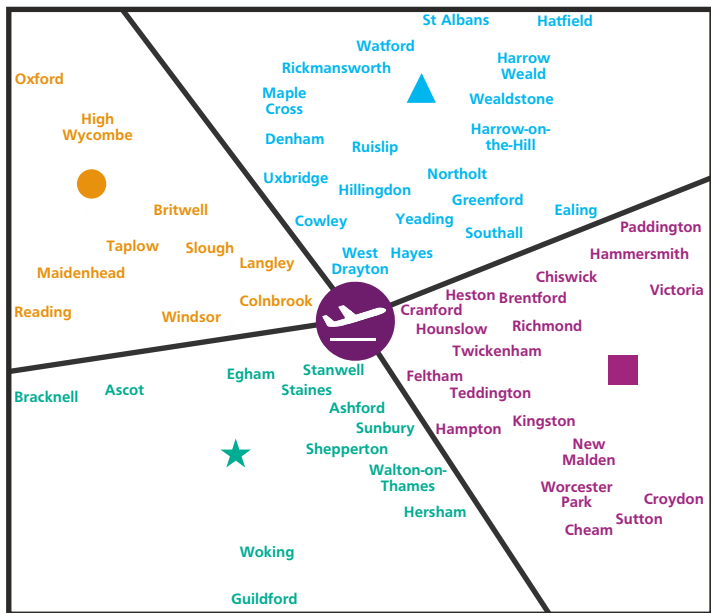 St Albans
Hatfield
Watford
Rickmansworth
Harrow
Weald
Maple
Cross
Wealdstone
Denham
Ruislip
Harrow-on-
the-Hill
Uxbridge
Hillingdon
Northolt
Greenford
Cowley
Yeading
Ealing
Southall
West
Drayton
Hayes
Oxford
High
Wycombe
Britwell
Taplow
Slough
Langley
Maidenhead
Colnbrook
Reading
Windsor
Paddington
Hammersmith
Chiswick
Victoria
Heston
Brentford
Cranford
Hounslow
Richmond
Twickenham
Feltham
Teddington
Hampton
Kingston
New
Malden
Worcester
Park
Croydon
Sutton
Cheam
Bracknell
Ascot
Egham
Stanwell
Staines
Ashford
Sunbury
Shepperton
Walton-on-
Thames
Hersham
Woking
Guildford